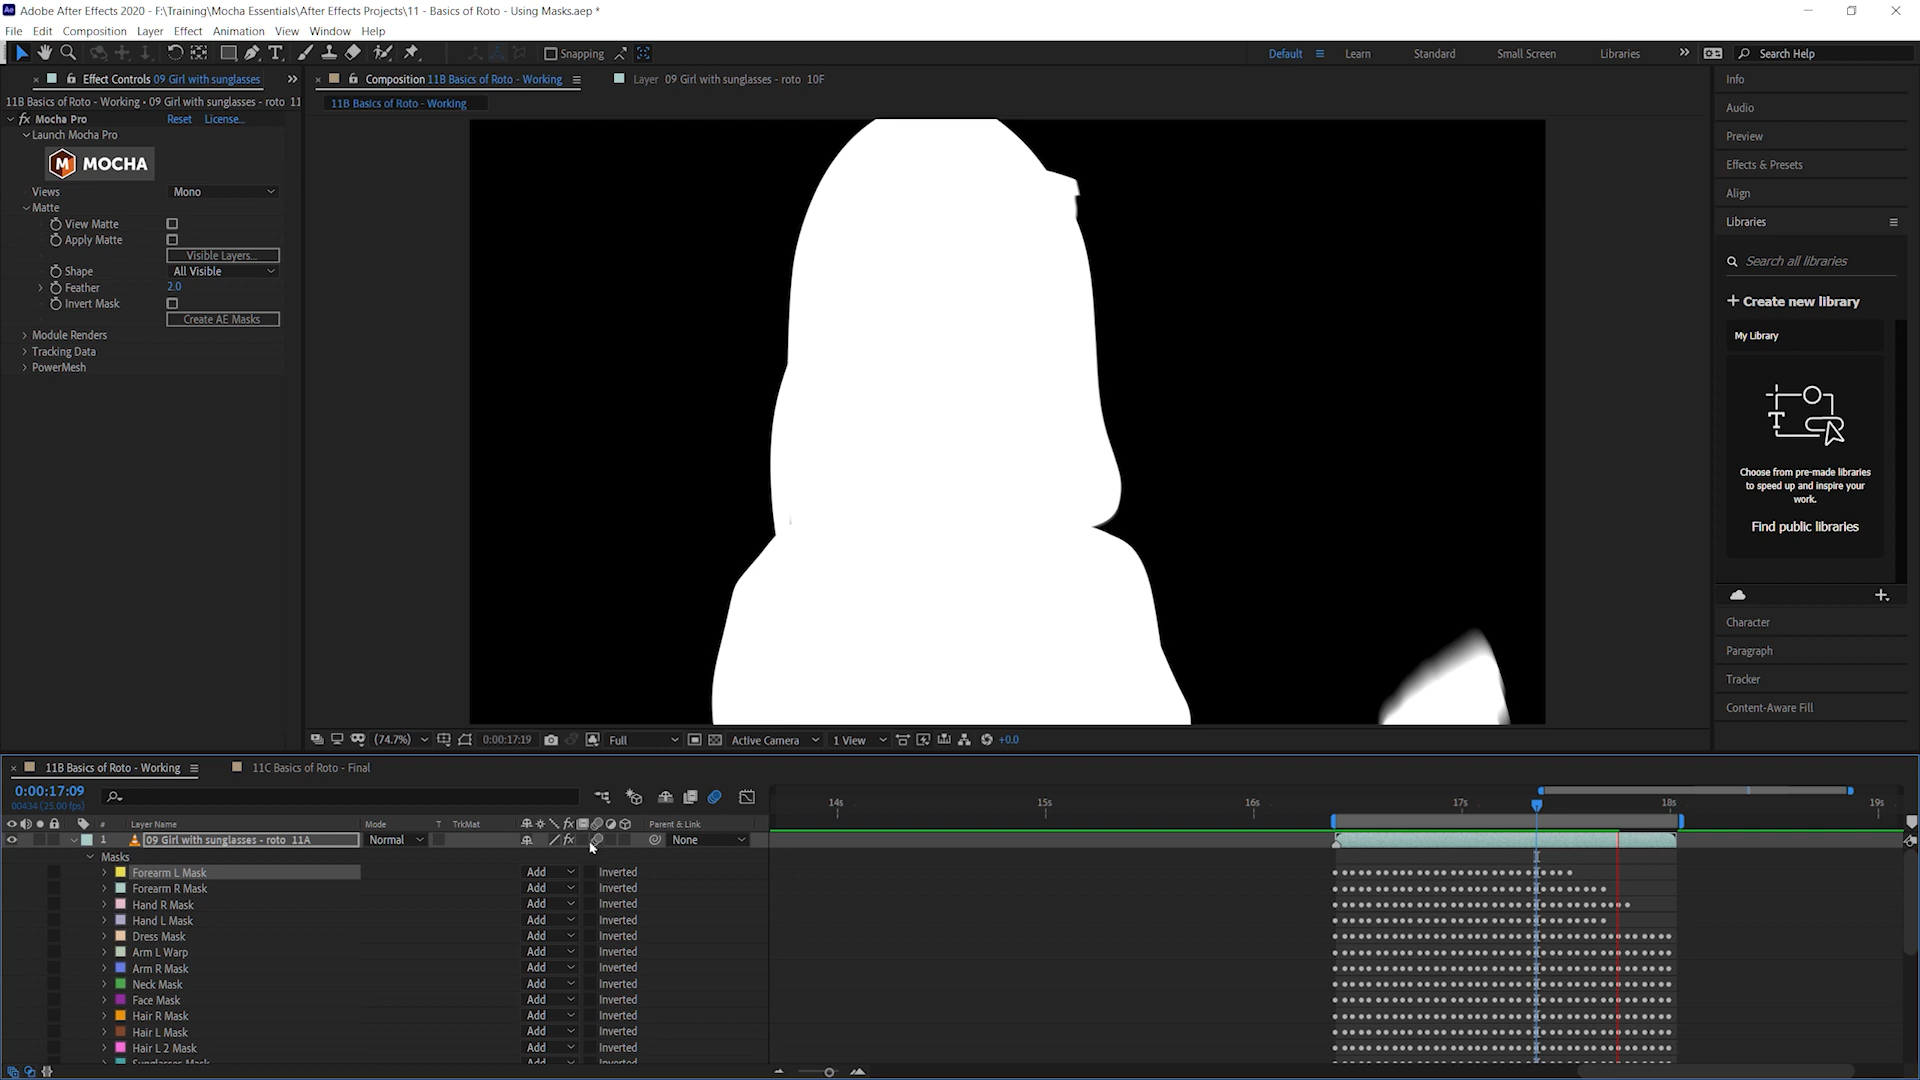 Adobe After Effects 2020 - F:\Training\Mocha Essentials\After Effects Projects\11 - Basics of Roto - Using Masks.aep *
File Edit Composition Layer Effect Animation View Window Help
Snapping
Default Learn Standard Small Screen Libraries Search Help
Effect Controls 09 Girl with sunglasses
Composition 11B Basics of Roto - Working
Layer 09 Girl with sunglasses - roto 10F
11B Basics of Roto - Working • 09 Girl with sunglasses - roto 11
11B Basics of Roto - Working
fx Mocha Pro Reset License...
Launch Mocha Pro
M MOCHA
Views Mono
Matte
View Matte
Apply Matte
Visible Layers...
Shape All Visible
Feather 2.0
Invert Mask
Create AE Masks
Module Renders
Tracking Data
PowerMesh
Info
Audio
Preview
Effects & Presets
Align
Libraries
Search all libraries
+ Create new library
My Library
Choose from pre-made libraries
to speed up and inspire your
work.
Find public libraries
Character
Paragraph
Tracker
Content-Aware Fill
(74.7%) 0:00:17:19 Full Active Camera 1 View +0.0
11B Basics of Roto - Working 11C Basics of Roto - Final
0:00:17:09
00434 (25.00 fps)
14s 15s 16s 17s 18s 19s
# Layer Name Mode T TrkMat Parent & Link
1 09 Girl with sunglasses - roto 11A Normal None
Masks
Forearm L Mask Add Inverted
Forearm R Mask Add Inverted
Hand R Mask Add Inverted
Hand L Mask Add Inverted
Dress Mask Add Inverted
Arm L Warp Add Inverted
Arm R Mask Add Inverted
Neck Mask Add Inverted
Face Mask Add Inverted
Hair R Mask Add Inverted
Hair L Mask Add Inverted
Hair L 2 Mask Add Inverted